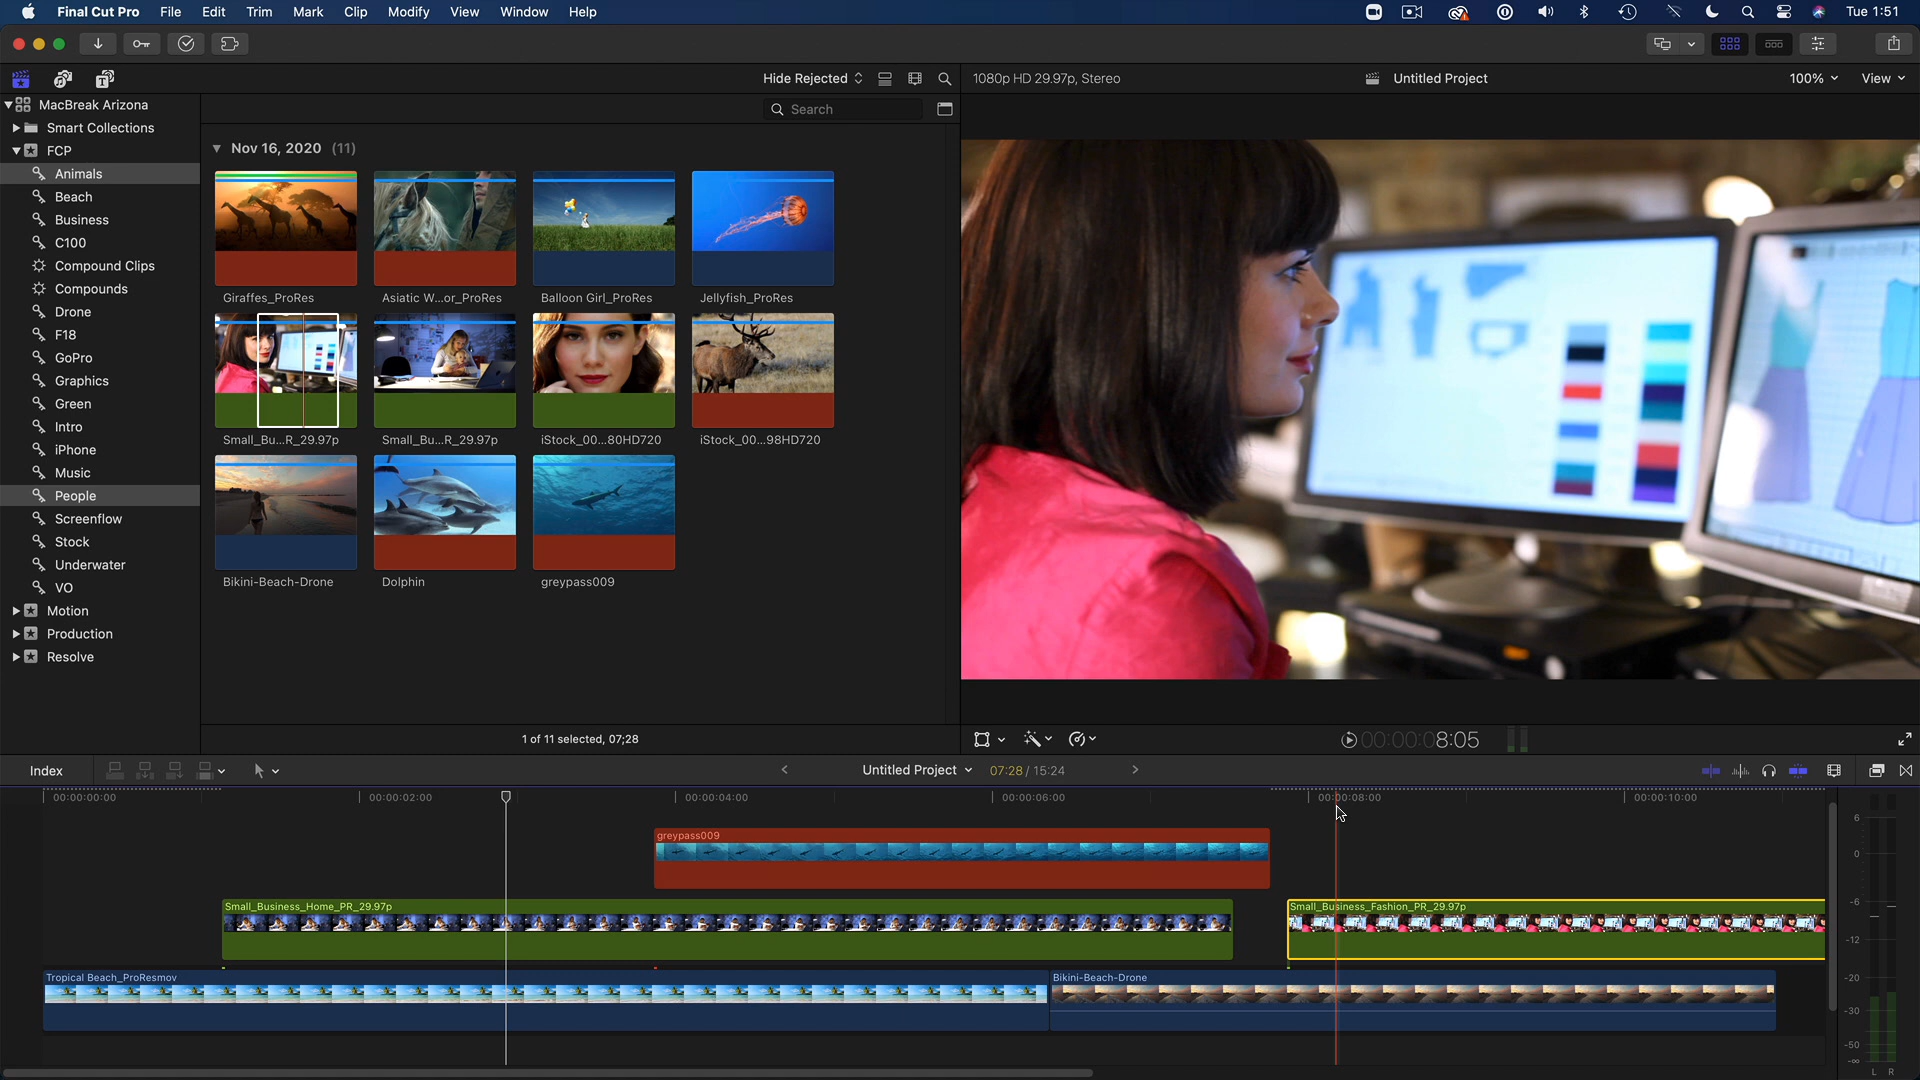 Final Cut Pro File Edit Trim Mark Clip Modify View Window Help Tue 1:51
Hide Rejected 1080p HD 29.97p, Stereo Untitled Project 100% View
MacBreak Arizona
Search
Smart Collections
FCP
Nov 16, 2020 (11)
Animals
Beach
Business
C100
Compound Clips
Compounds
Drone
F18
GoPro
Graphics
Green
Intro
iPhone
Music
People
Screenflow
Stock
Underwater
VO
Motion
Production
Resolve
Giraffes_ProRes Asiatic W...or_ProRes Balloon Girl_ProRes Jellyfish_ProRes
Small_Bu...R_29.97p Small_Bu...R_29.97p iStock_00...80HD720 iStock_00...98HD720
Bikini-Beach-Drone Dolphin greypass009
1 of 11 selected, 07;28 00:00:08:05
Index Untitled Project 07:28 / 15:24
00:00:00:00 00:00:02:00 00:00:04:00 00:00:06:00 00:00:08:00 00:00:10:00
greypass009
Small_Business_Home_PR_29.97p Small_Business_Fashion_PR_29.97p
Tropical Beach_ProResmov Bikini-Beach-Drone
6
0
-6
-12
-20
-30
-50
-∞
L R